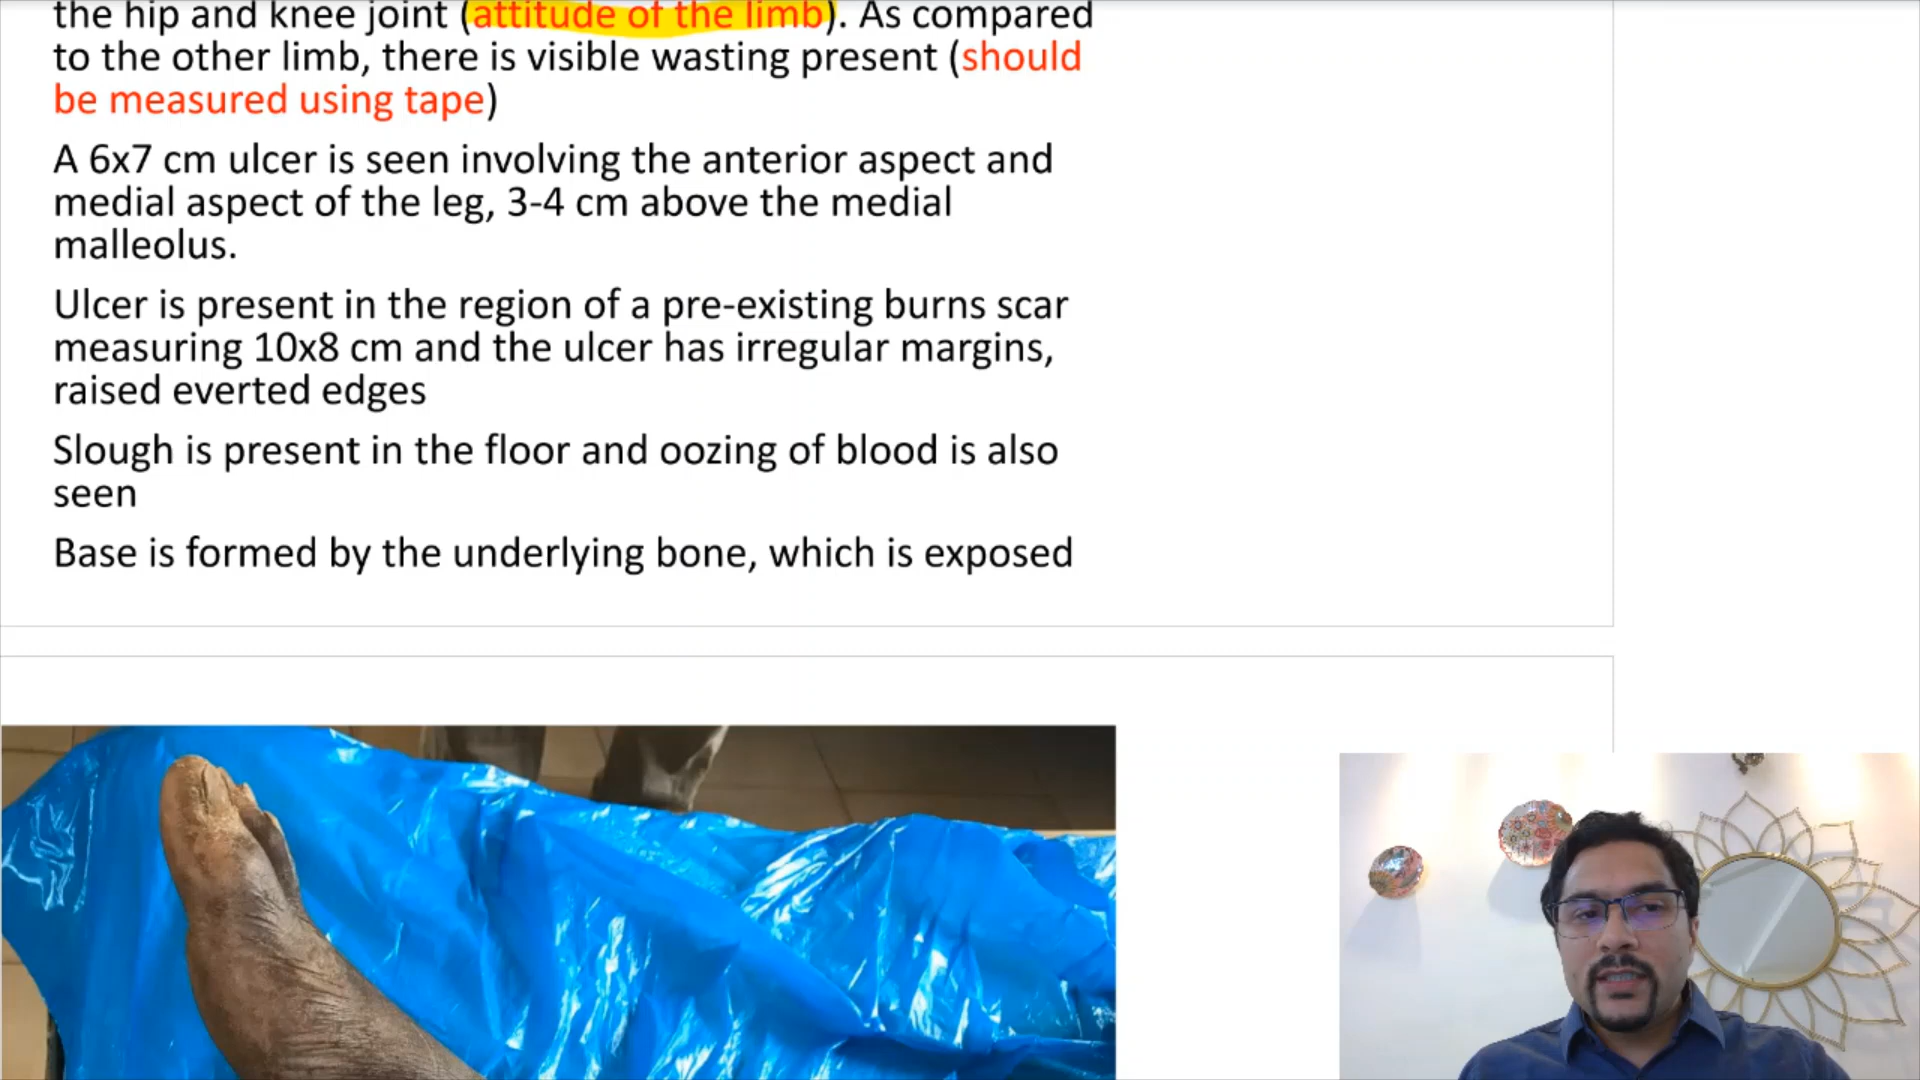 the hip and knee joint (attitude of the limb). As compared
to the other limb, there is visible wasting present (should
be measured using tape)
A 6x7 cm ulcer is seen involving the anterior aspect and
medial aspect of the leg, 3-4 cm above the medial
malleolus.
Ulcer is present in the region of a pre-existing burns scar
measuring 10x8 cm and the ulcer has irregular margins,
raised everted edges
Slough is present in the floor and oozing of blood is also
seen
Base is formed by the underlying bone, which is exposed